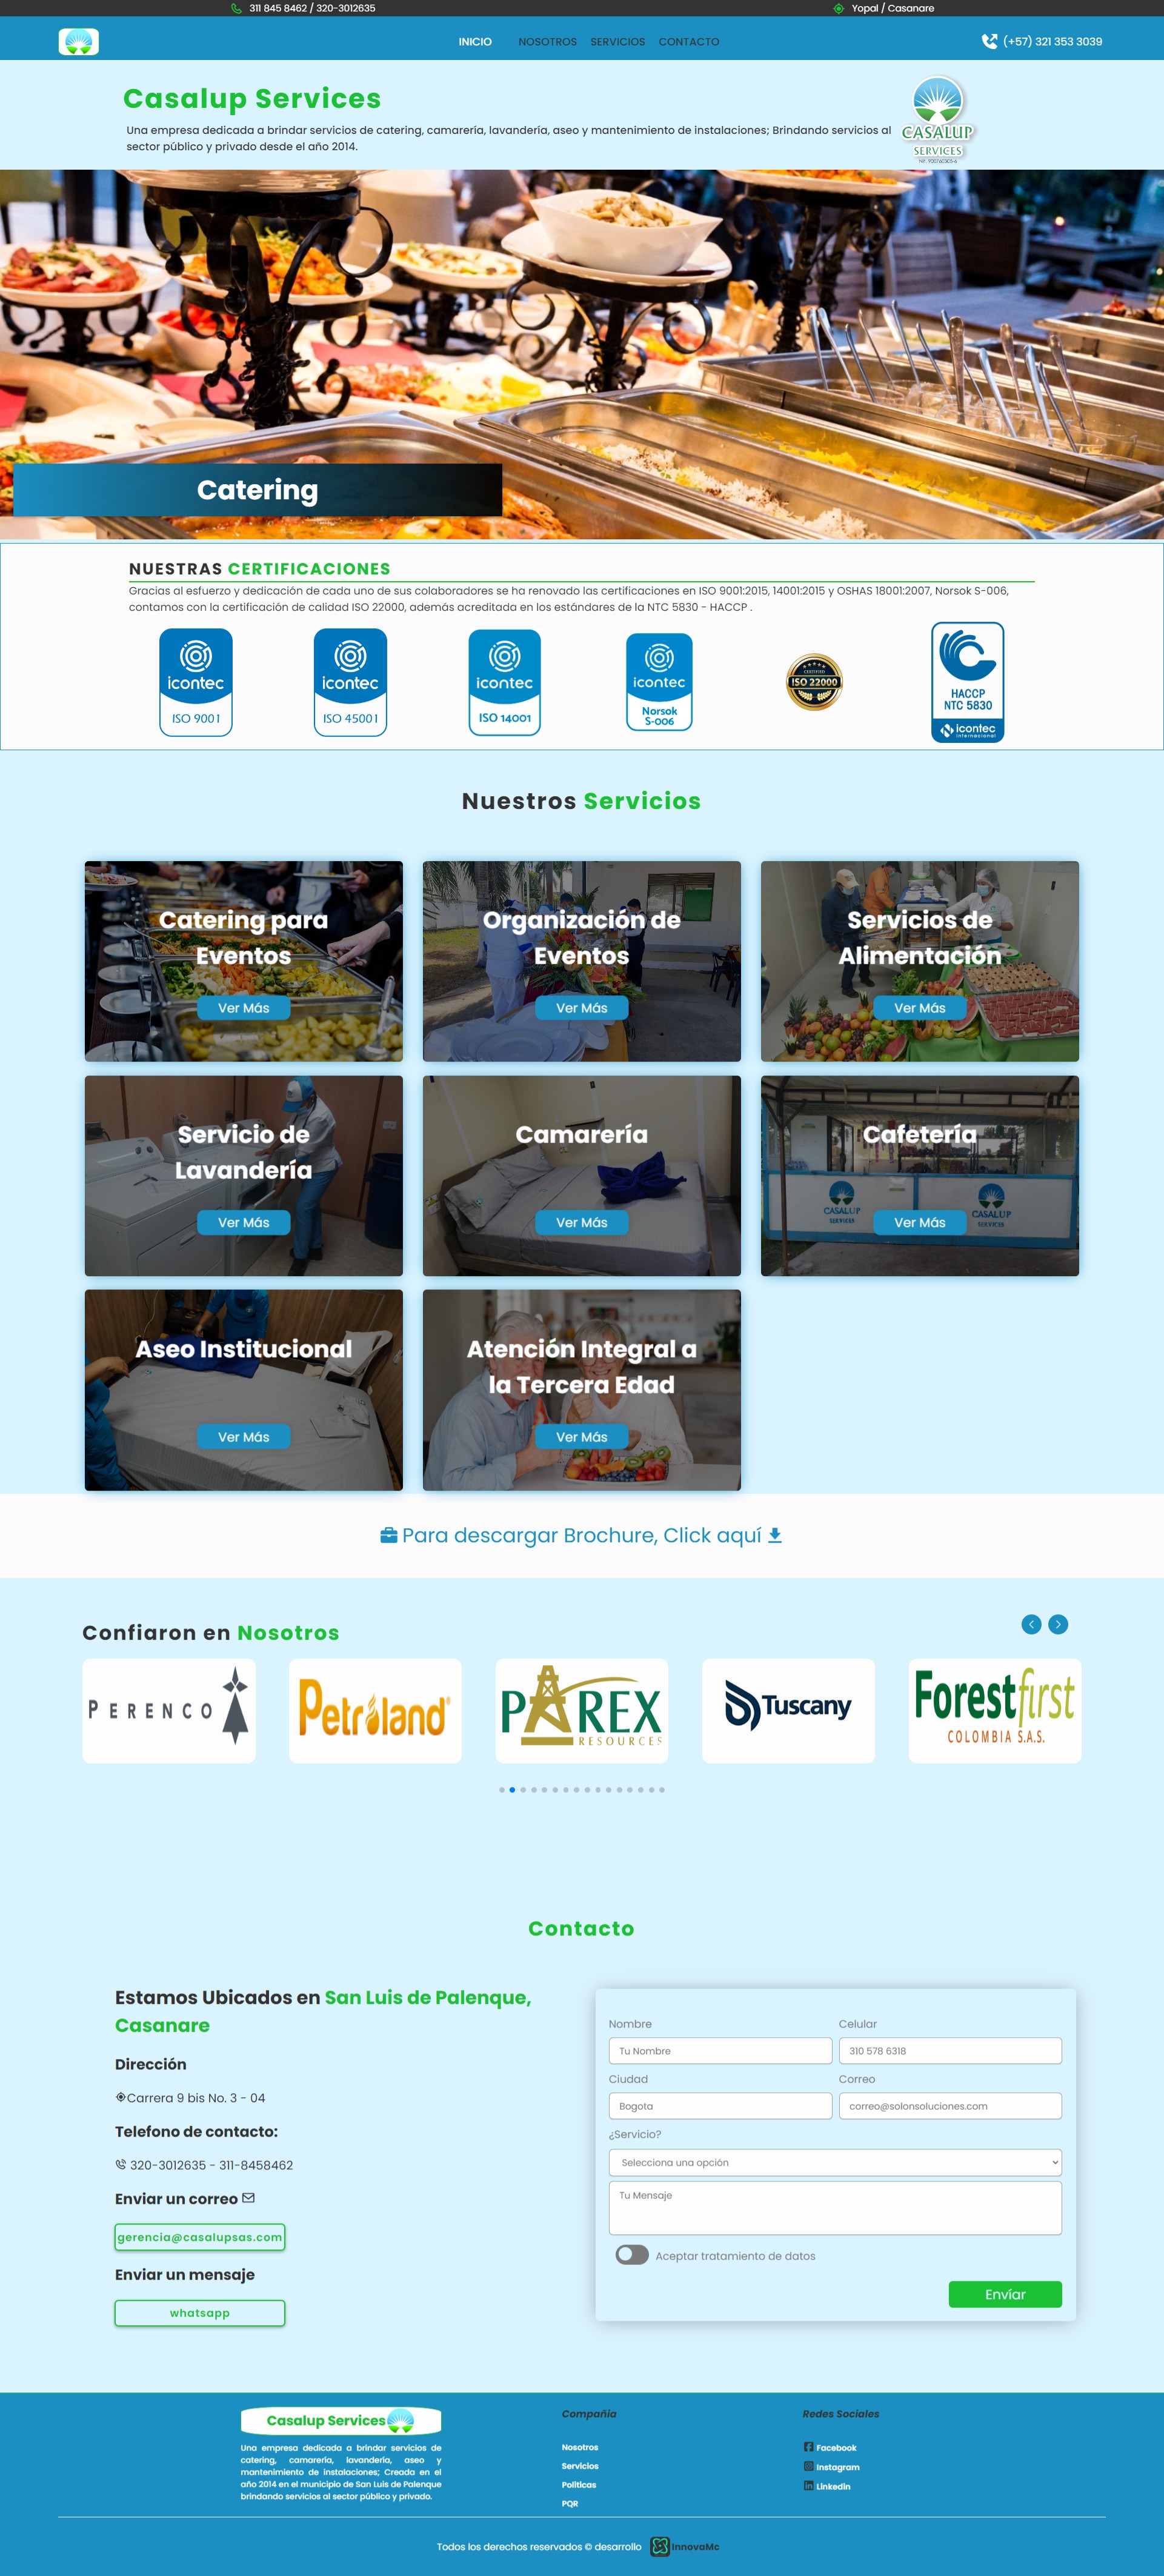 311 845 8462 / 320-3012635
Yopal / Casanare
INICIO NOSOTROS SERVICIOS CONTACTO
(+57) 321 353 3039
Casalup Services
Una empresa dedicada a brindar servicios de catering, camarería, lavandería, aseo y mantenimiento de instalaciones; Brindando servicios al
sector público y privado desde el año 2014.
CASALUP
SERVICES
Catering
NUESTRAS CERTIFICACIONES
Gracias al esfuerzo y dedicación de cada uno de sus colaboradores se ha renovado las certificaciones en ISO 9001:2015, 14001:2015 y OSHAS 18001:2007, Norsok S-006,
contamos con la certificación de calidad ISO 22000, además acreditada en los estándares de la NTC 5830 - HACCP .
icontec
ISO 9001
icontec
ISO 45001
icontec
ISO 14001
icontec
Norsok
S-006
CERTIFIED
ISO 22000
HACCP
NTC 5830
icontec
internacional
Nuestros Servicios
Catering para
Eventos
Ver Más
Organización de
Eventos
Ver Más
Servicios de
Alimentación
Ver Más
Servicio de
Lavandería
Ver Más
Camarería
Ver Más
Cafetería
CASALUP
SERVICES
CASALUP
SERVICES
Ver Más
Aseo Institucional
Ver Más
Atención Integral a
la Tercera Edad
Ver Más
Para descargar Brochure, Click aquí
Confiaron en Nosotros
PERENCO
Petroland
PAREX
RESOURCES
Tuscany
Forestfirst
COLOMBIA S.A.S.
Contacto
Estamos Ubicados en San Luis de Palenque,
Casanare
Dirección
Carrera 9 bis No. 3 - 04
Telefono de contacto:
320-3012635 - 311-8458462
Enviar un correo
gerencia@casalupsas.com
Enviar un mensaje
whatsapp
Nombre
Celular
Tu Nombre
310 578 6318
Ciudad
Correo
Bogota
correo@solonsoluciones.com
¿Servicio?
Selecciona una opción
Tu Mensaje
Aceptar tratamiento de datos
Envíar
Casalup Services
Una empresa dedicada a brindar servicios de
catering, camarería, lavandería, aseo y
mantenimiento de instalaciones; Creada en el
año 2014 en el municipio de San Luis de Palenque
brindando servicios al sector público y privado.
Compañia
Nosotros
Servicios
Politicas
PQR
Redes Sociales
Facebook
Instagram
Linkedin
Todos los derechos reservados © desarrollo
InnovaMc